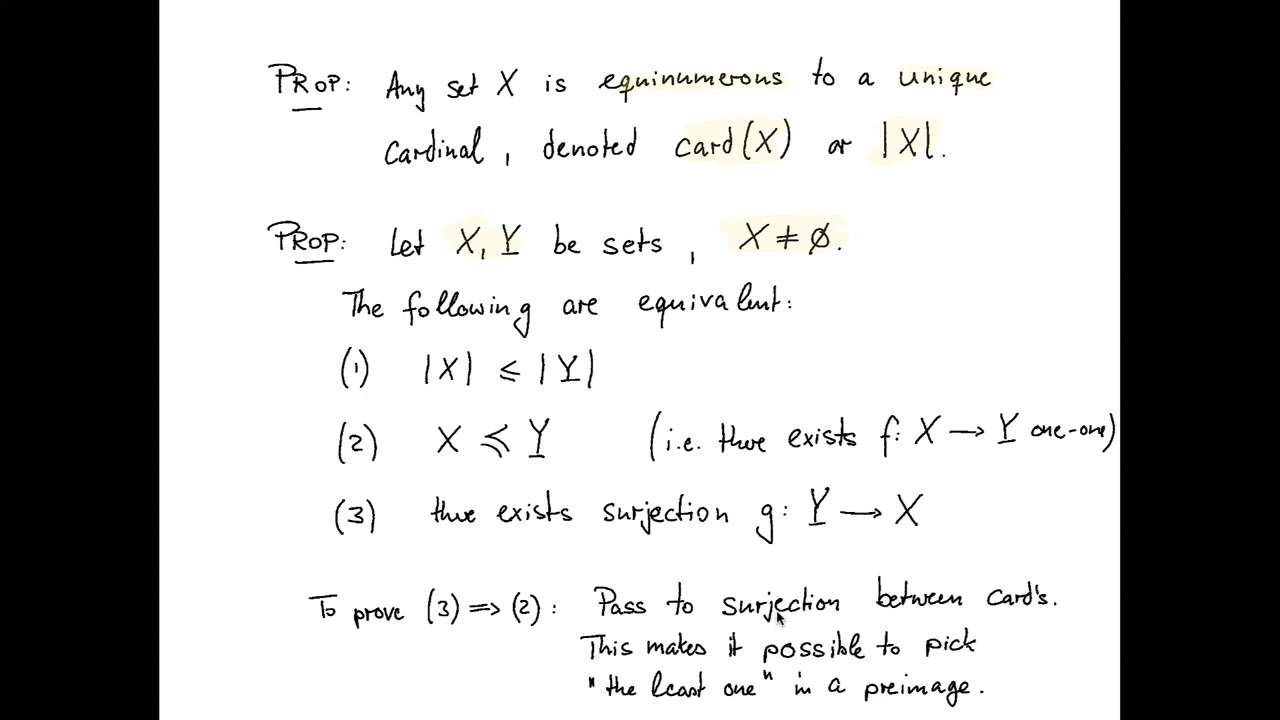 PROP: Any set X is equinumerous to a unique
cardinal, denoted card(X) or |X|.
PROP: Let X, Y be sets, X ≠ ∅.
The following are equivalent:
(1) |X| ≤ |Y|
(2) X ≼ Y (i.e. there exists f: X → Y one-one)
(3) there exists surjection g: Y → X
To prove (3) ⟹ (2): Pass to surjection between card's.
This makes it possible to pick
"the least one" in a preimage.